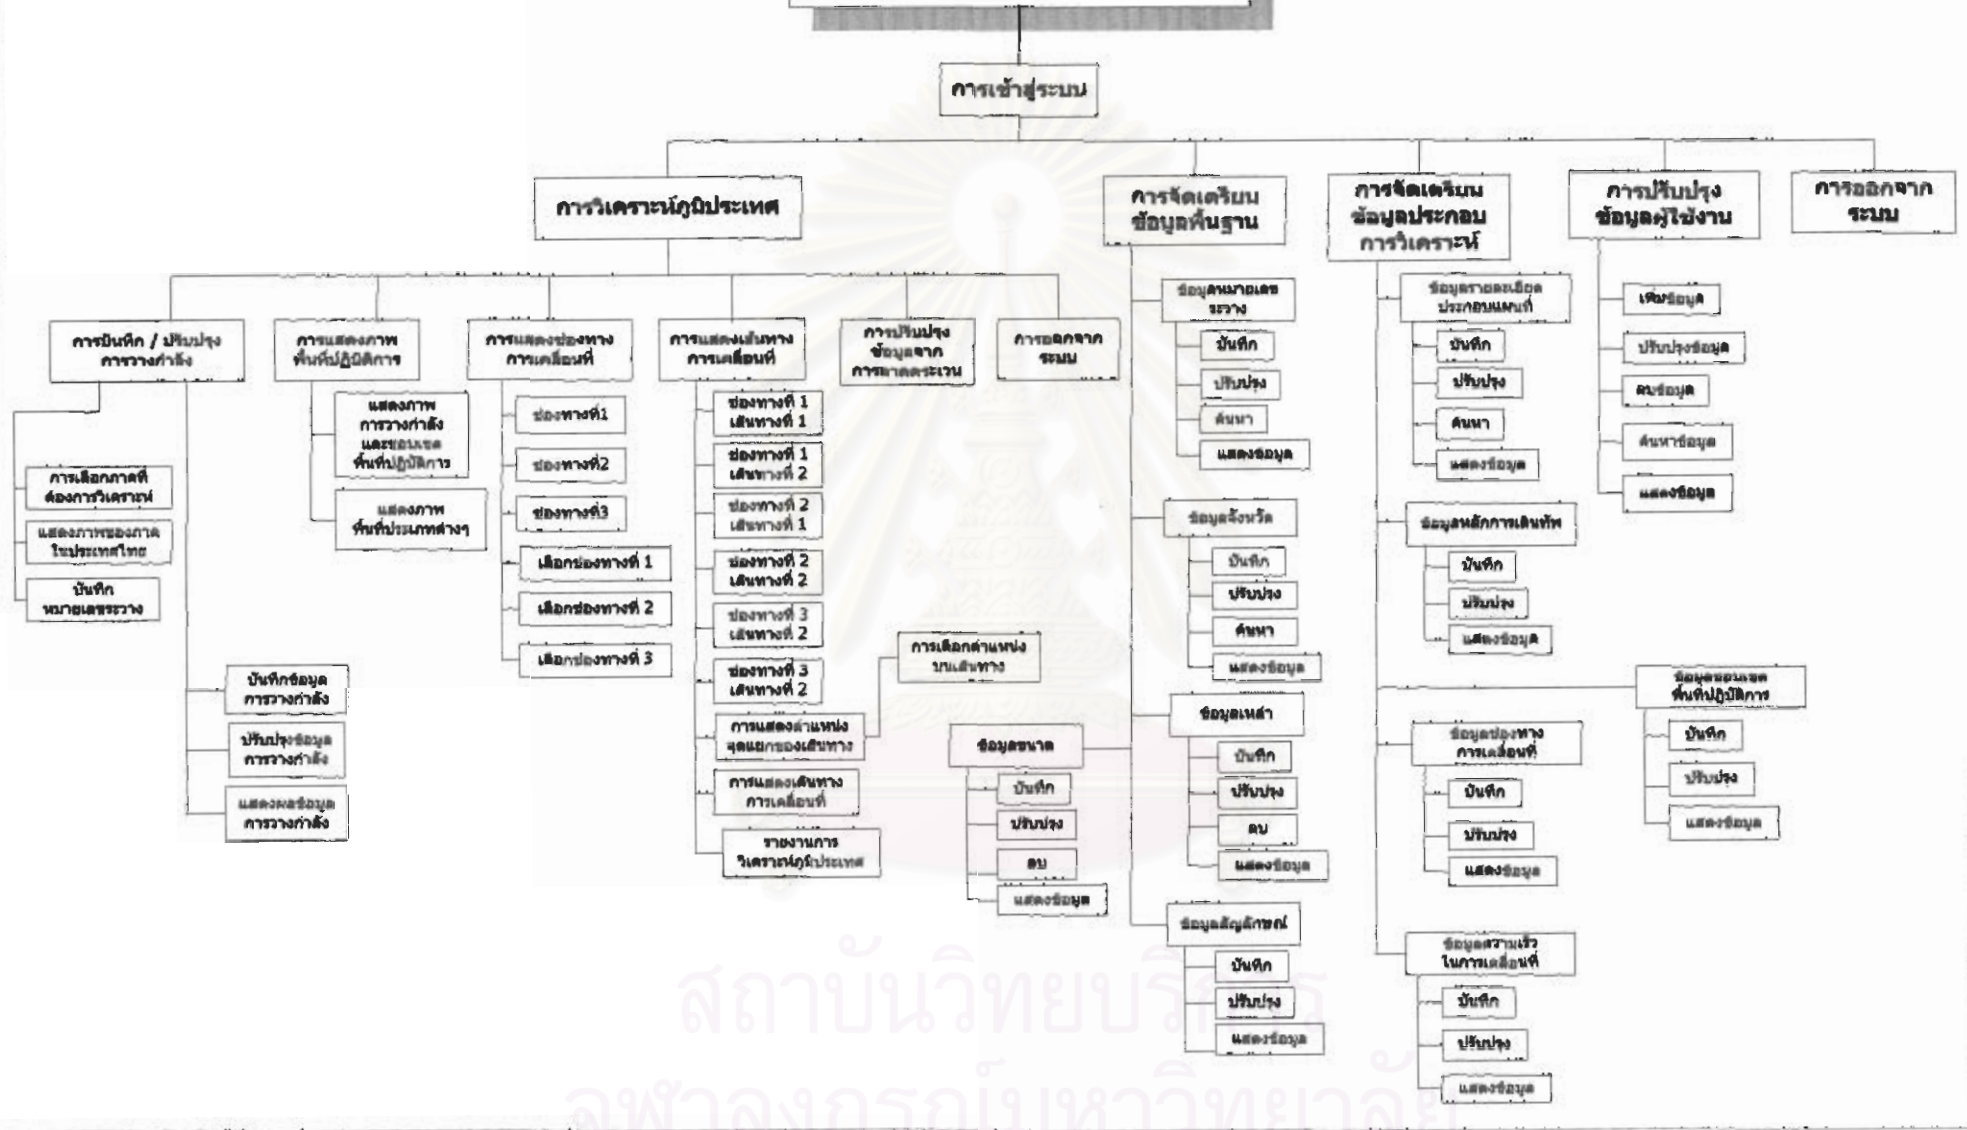 การเข้าสู่ระบบ
การวิเคราะห์ภูมิประเทศ
การจัดเตรียม
ข้อมูลพื้นฐาน
การจัดเตรียม
ข้อมูลประกอบ
การวิเคราะห์
การปรับปรุง
ข้อมูลผู้ใช้งาน
การออกจาก
ระบบ
การบันทึก / ปรับปรุง
การวางกำลัง
การเลือกภาคที่
ต้องการวิเคราะห์
แสดงภาพของภาค
ในประเทศไทย
บันทึก
หมายเลขระวาง
บันทึกข้อมูล
การวางกำลัง
ปรับปรุงข้อมูล
การวางกำลัง
แสดงผลข้อมูล
การวางกำลัง
การแสดงภาพ
พื้นที่ปฏิบัติการ
แสดงภาพ
การวางกำลัง
และขอบเขต
พื้นที่ปฏิบัติการ
แสดงภาพ
พื้นที่ประเภทต่างๆ
การแสดงช่องทาง
การเคลื่อนที่
ช่องทางที่1
ช่องทางที่2
ช่องทางที่3
เลือกช่องทางที่ 1
เลือกช่องทางที่ 2
เลือกช่องทางที่ 3
การแสดงเส้นทาง
การเคลื่อนที่
ช่องทางที่ 1
เส้นทางที่ 1
ช่องทางที่ 1
เส้นทางที่ 2
ช่องทางที่ 2
เส้นทางที่ 1
ช่องทางที่ 2
เส้นทางที่ 2
ช่องทางที่ 3
เส้นทางที่ 2
ช่องทางที่ 3
เส้นทางที่ 2
การแสดงตำแหน่ง
จุดแยกของเส้นทาง
การเลือกตำแหน่ง
บนเส้นทาง
การแสดงเส้นทาง
การเคลื่อนที่
รายงานการ
วิเคราะห์ภูมิประเทศ
การปรับปรุง
ข้อมูลจาก
การลาดตระเวน
การออกจาก
ระบบ
ข้อมูลหมายเลข
ระวาง
บันทึก
ปรับปรุง
ค้นหา
แสดงข้อมูล
ข้อมูลจังหวัด
บันทึก
ปรับปรุง
ค้นหา
แสดงข้อมูล
ข้อมูลเหล่า
บันทึก
ปรับปรุง
ลบ
แสดงข้อมูล
ข้อมูลขนาด
บันทึก
ปรับปรุง
ลบ
แสดงข้อมูล
ข้อมูลสัญลักษณ์
บันทึก
ปรับปรุง
แสดงข้อมูล
ข้อมูลรายละเอียด
ประกอบแผนที่
บันทึก
ปรับปรุง
ค้นหา
แสดงข้อมูล
ข้อมูลหลักการเดินทัพ
บันทึก
ปรับปรุง
แสดงข้อมูล
ข้อมูลขอบเขต
พื้นที่ปฏิบัติการ
บันทึก
ปรับปรุง
แสดงข้อมูล
ข้อมูลช่องทาง
การเคลื่อนที่
บันทึก
ปรับปรุง
แสดงข้อมูล
ข้อมูลความเร็ว
ในการเคลื่อนที่
บันทึก
ปรับปรุง
แสดงข้อมูล
เพิ่มข้อมูล
ปรับปรุงข้อมูล
ลบข้อมูล
ค้นหาข้อมูล
แสดงข้อมูล
สถาบันวิทยบริการ
จุฬาลงกรณ์มหาวิทยาลัย